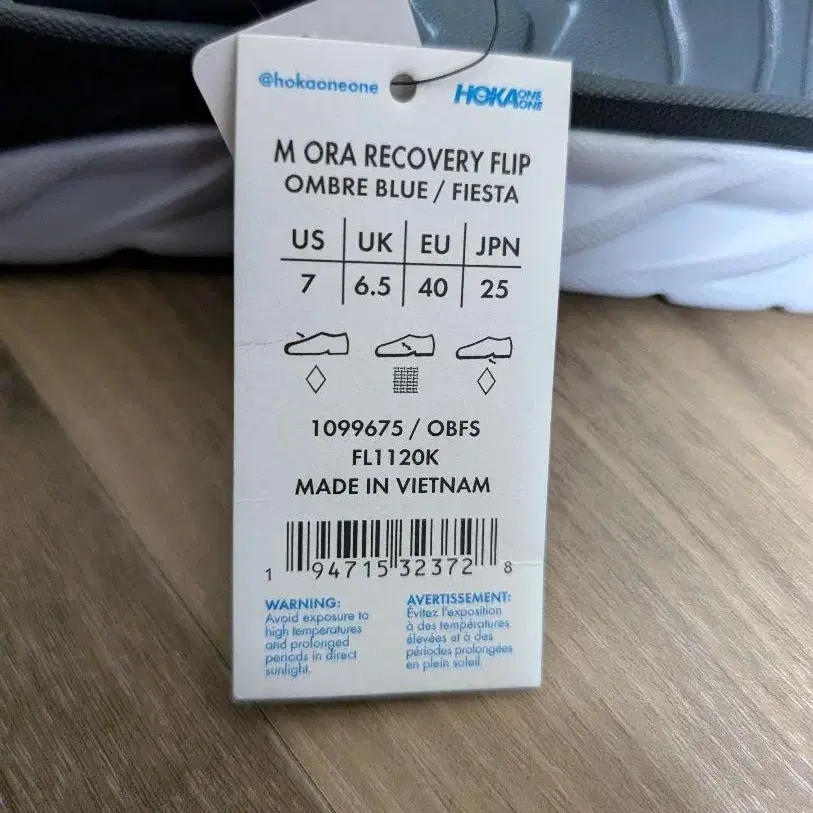 @hokaoneone
HOKA ONE ONE
M ORA RECOVERY FLIP
OMBRE BLUE / FIESTA
US UK EU JPN
7 6.5 40 25
1099675 / OBFS
FL1120K
MADE IN VIETNAM
1 94715 32372 8
WARNING:
Avoid exposure to
high temperatures
and prolonged
periods in direct
sunlight.
AVERTISSEMENT:
Évitez l'exposition
à des températures
élevées et à des
périodes prolongées
en plein soleil.